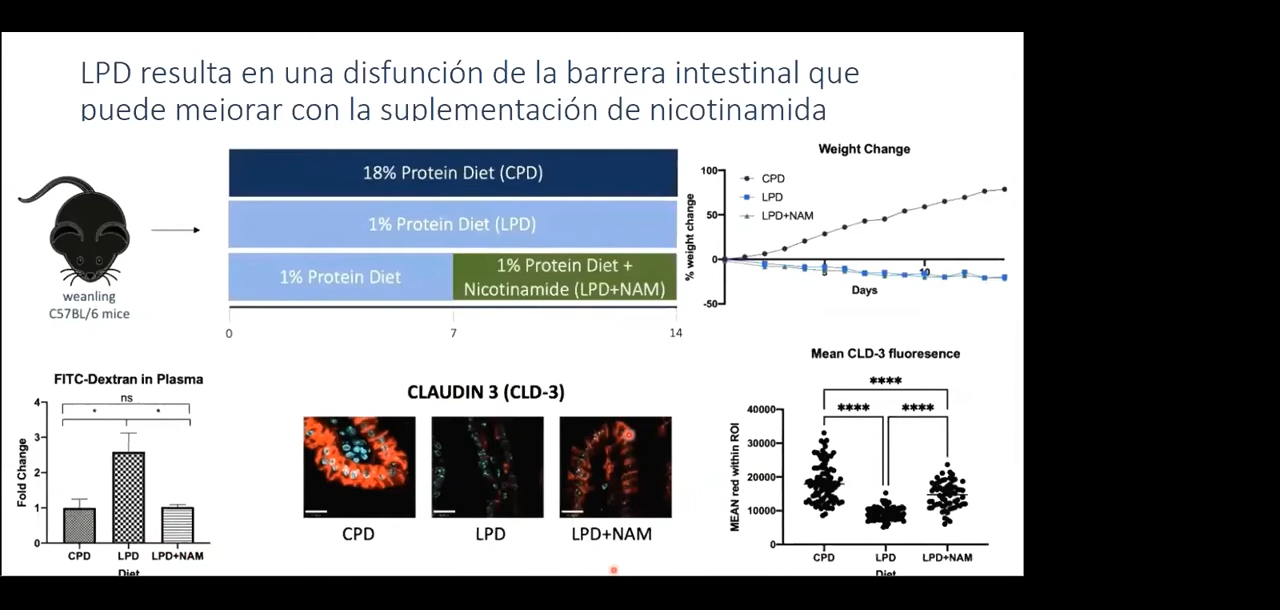 LPD resulta en una disfunción de la barrera intestinal que
puede mejorar con la suplementación de nicotinamida
weanling
C57BL/6 mice
18% Protein Diet (CPD)
1% Protein Diet (LPD)
1% Protein Diet
1% Protein Diet +
Nicotinamide (LPD+NAM)
0
7
14
Weight Change
% weight change
100
50
0
-50
CPD
LPD
LPD+NAM
5
10
Days
FITC-Dextran in Plasma
Fold Change
4
3
2
1
0
ns
*
*
CPD
LPD
LPD+NAM
Diet
CLAUDIN 3 (CLD-3)
CPD
LPD
LPD+NAM
Mean CLD-3 fluoresence
MEAN red within ROI
40000
30000
20000
10000
0
****
****
****
CPD
LPD
LPD+NAM
Diet